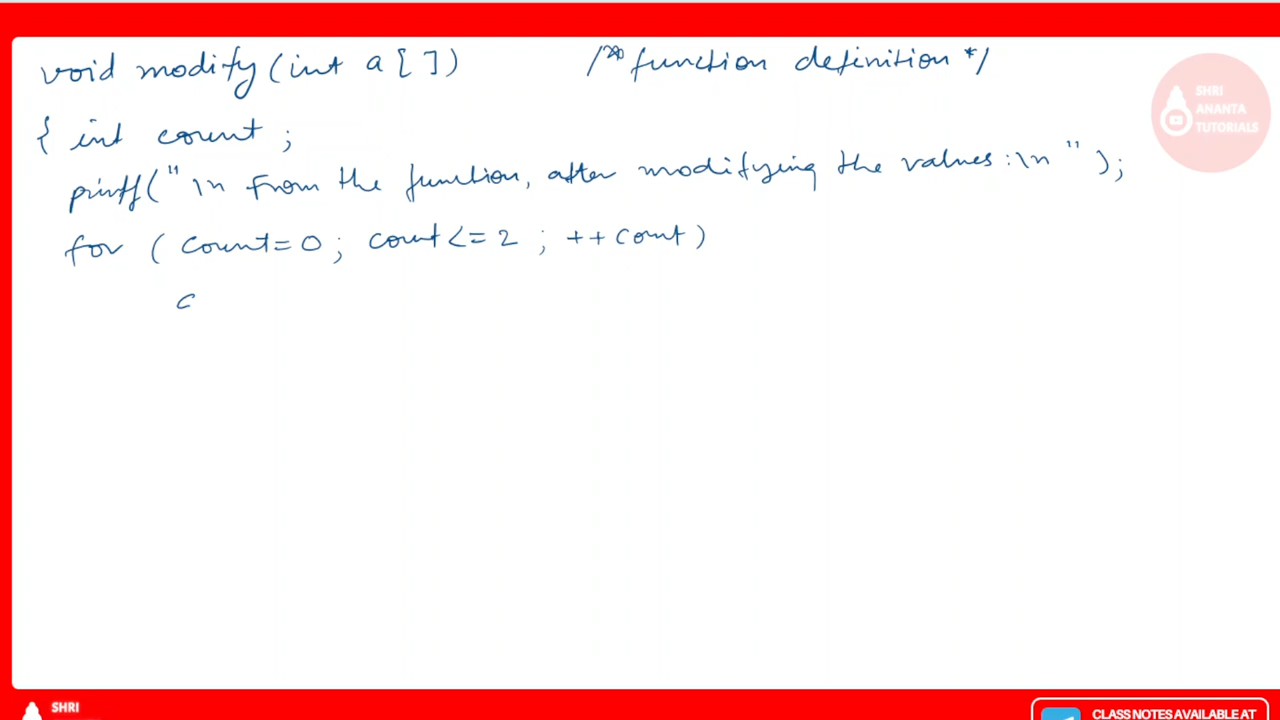 void modify(int a[]) /* function definition */
{ int count;
printf("\n From the function, after modifying the values:\n");
for (count=0; count<=2; ++count)
a
SHRI
ANANTA
TUTORIALS
SHRI
CLASS NOTES AVAILABLE AT